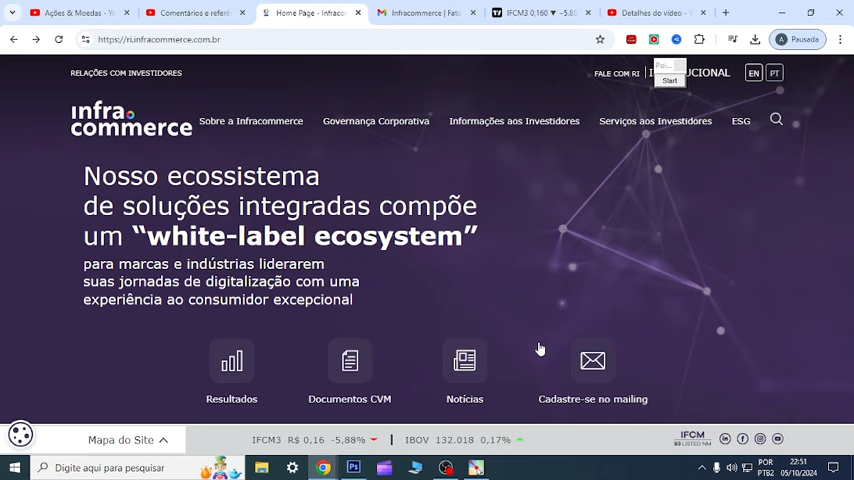 Ações & Moedas - Yo
Comentários e referê
Home Page - Infracom
Infracommerce | Fato
IFCM3 0,160 ▼ −5.88
Detalhes do vídeo - Y
https://ri.infracommerce.com.br
Pausada
RELAÇÕES COM INVESTIDORES
FALE COM RI
UCIONAL
EN
PT
Poi...
Start
infra commerce
Sobre a Infracommerce
Governança Corporativa
Informações aos Investidores
Serviços aos Investidores
ESG
Nosso ecossistema
de soluções integradas compõe
um “white-label ecosystem”
para marcas e indústrias liderarem
suas jornadas de digitalização com uma
experiência ao consumidor excepcional
Resultados
Documentos CVM
Notícias
Cadastre-se no mailing
Mapa do Site
IFCM3 R$ 0,16 -5,88%
IBOV 132.018 0,17%
IFCM
B3 LISTED NM
Digite aqui para pesquisar
POR
PTB2
22:51
05/10/2024